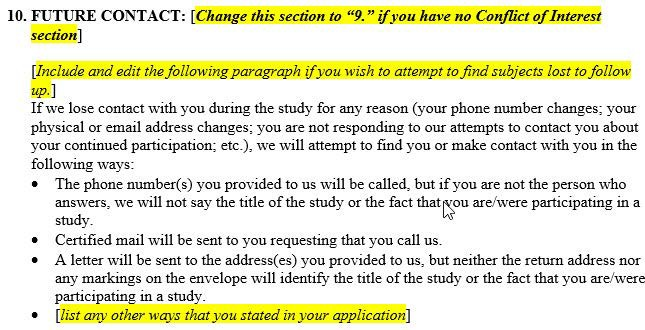 10. FUTURE CONTACT: [Change this section to “9.” if you have no Conflict of Interest
section]
[Include and edit the following paragraph if you wish to attempt to find subjects lost to follow
up.]
If we lose contact with you during the study for any reason (your phone number changes; your
physical or email address changes; you are not responding to our attempts to contact you about
your continued participation; etc.), we will attempt to find you or make contact with you in the
following ways:
• The phone number(s) you provided to us will be called, but if you are not the person who
answers, we will not say the title of the study or the fact that you are/were participating in a
study.
• Certified mail will be sent to you requesting that you call us.
• A letter will be sent to the address(es) you provided to us, but neither the return address nor
any markings on the envelope will identify the title of the study or the fact that you are/were
participating in a study.
• [list any other ways that you stated in your application]